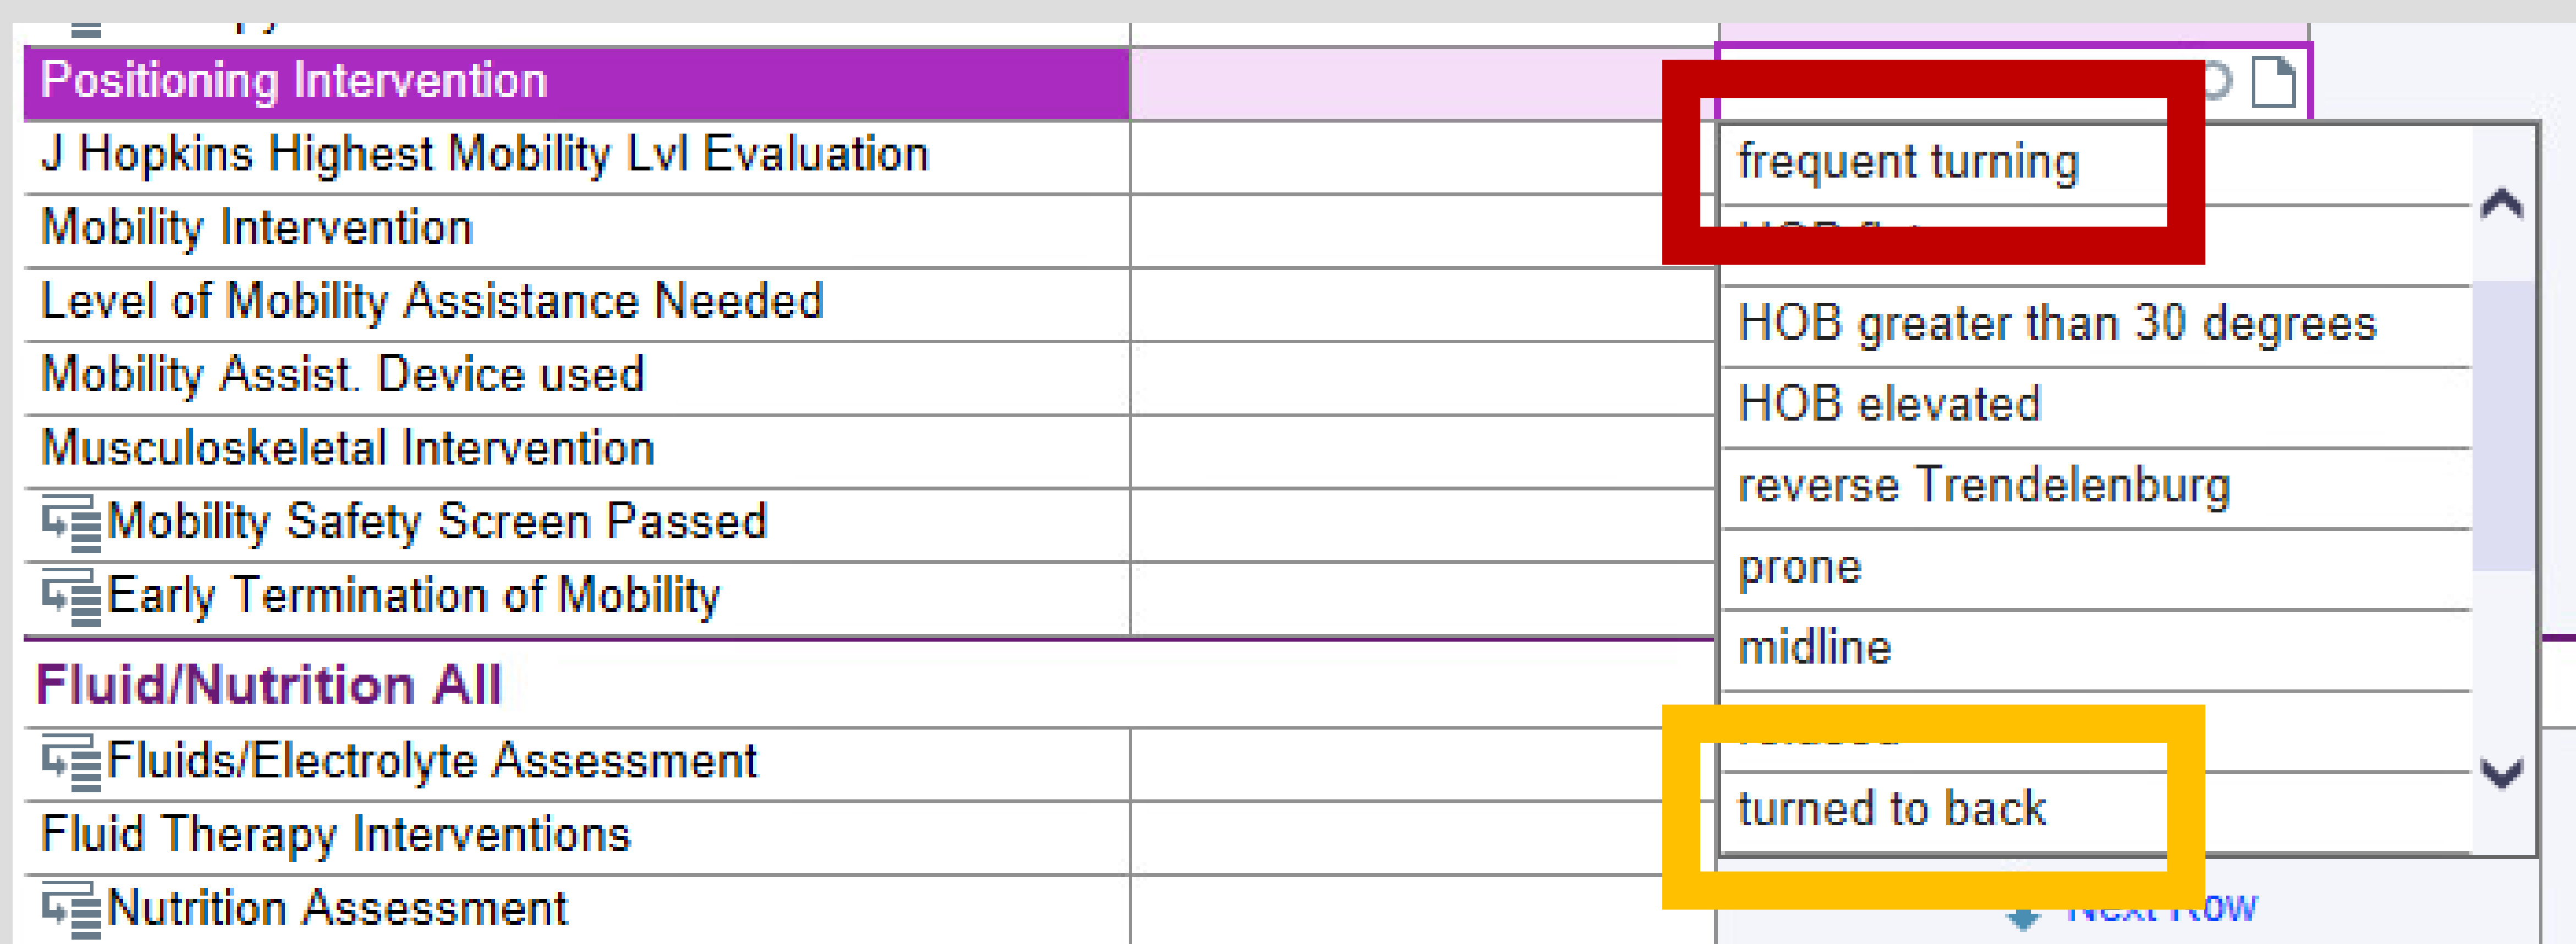 Positioning Intervention
J Hopkins Highest Mobility Lvl Evaluation
Mobility Intervention
Level of Mobility Assistance Needed
Mobility Assist. Device used
Musculoskeletal Intervention
Mobility Safety Screen Passed
Early Termination of Mobility
Fluid/Nutrition All
Fluids/Electrolyte Assessment
Fluid Therapy Interventions
Nutrition Assessment
frequent turning
HOB greater than 30 degrees
HOB elevated
reverse Trendelenburg
prone
midline
turned to back
Next Row